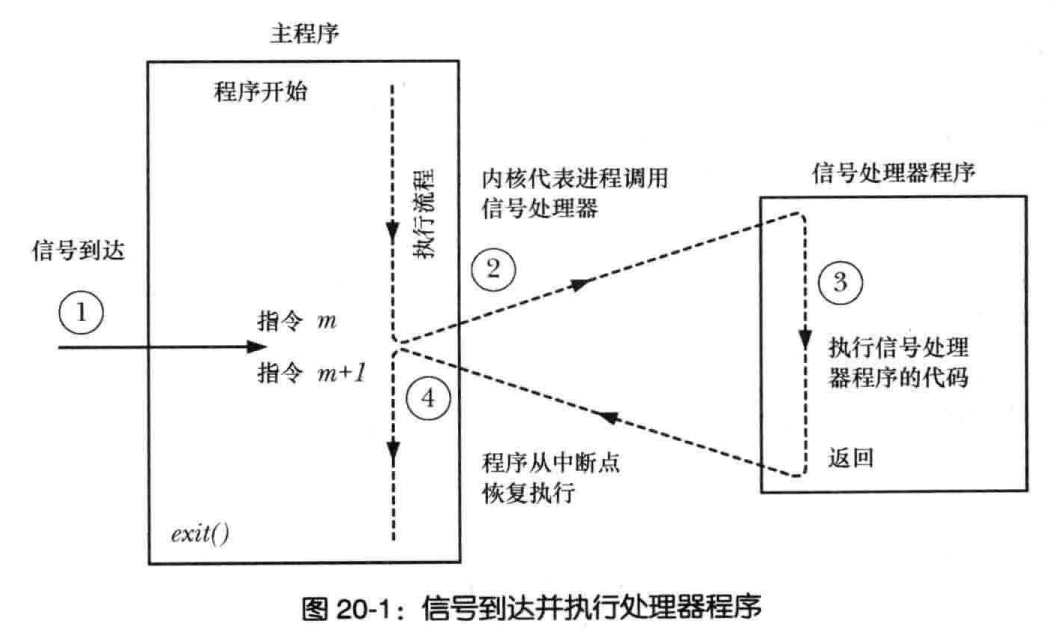 主程序
程序开始
执行流程
信号到达
1
指令 m
指令 m+1
内核代表进程调用
信号处理器
2
信号处理器程序
3
执行信号处理
器程序的代码
返回
4
程序从中断点
恢复执行
exit()
图 20-1：信号到达并执行处理器程序